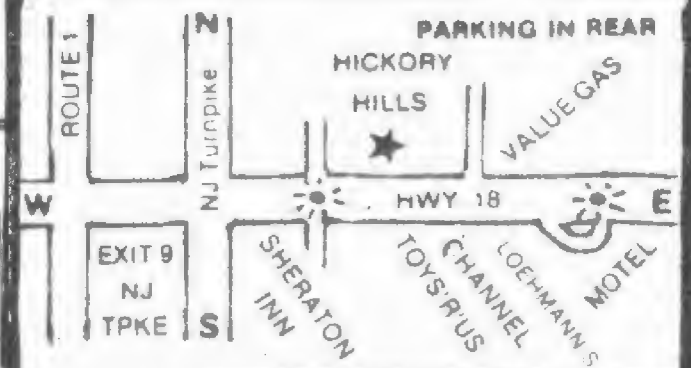 PARKING IN REAR
ROUTE 1
N
NJ Turnpike
HICKORY
HILLS
VALUE GAS
W
HWY 18
E
EXIT 9
NJ
TPKE
S
SHERATON
INN
TOYS'R'US
CHANNEL
LOEHMANN'S
MOTEL